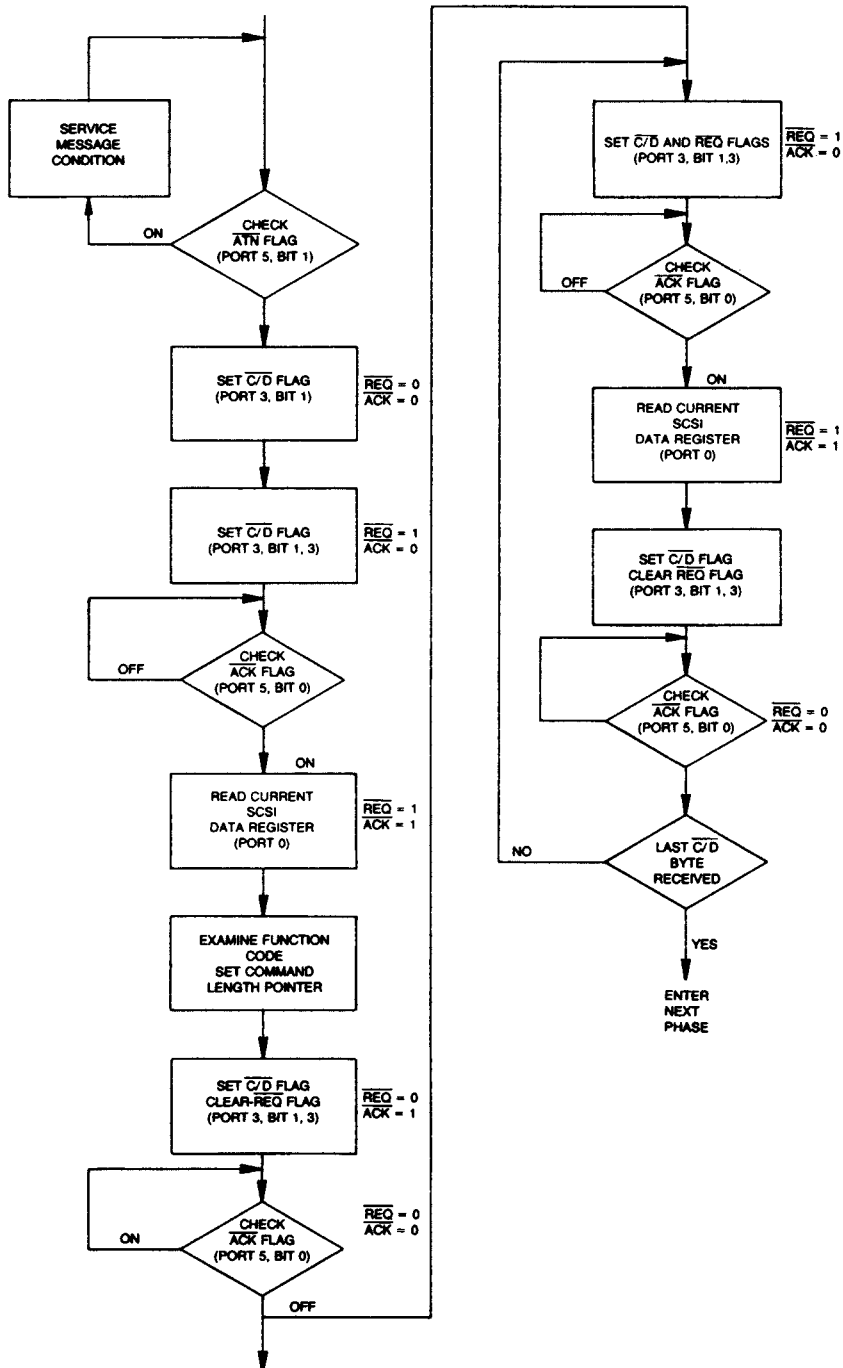 SERVICE
MESSAGE
CONDITION
ON
CHECK
ATN FLAG
(PORT 5, BIT 1)
SET C/D FLAG
(PORT 3, BIT 1)
REQ = 0
ACK = 0
SET C/D FLAG
(PORT 3, BIT 1, 3)
REQ = 1
ACK = 0
OFF
CHECK
ACK FLAG
(PORT 5, BIT 0)
ON
READ CURRENT
SCSI
DATA REGISTER
(PORT 0)
REQ = 1
ACK = 1
EXAMINE FUNCTION
CODE
SET COMMAND
LENGTH POINTER
SET C/D FLAG
CLEAR-REQ FLAG
(PORT 3, BIT 1, 3)
REQ = 0
ACK = 1
REQ = 0
ACK = 0
ON
CHECK
ACK FLAG
(PORT 5, BIT 0)
OFF
SET C/D AND REQ FLAGS
(PORT 3, BIT 1,3)
REQ = 1
ACK = 0
OFF
CHECK
ACK FLAG
(PORT 5, BIT 0)
ON
READ CURRENT
SCSI
DATA REGISTER
(PORT 0)
REQ = 1
ACK = 1
SET C/D FLAG
CLEAR REQ FLAG
(PORT 3, BIT 1, 3)
CHECK
ACK FLAG
(PORT 5, BIT 0)
REQ = 0
ACK = 0
NO
LAST C/D
BYTE
RECEIVED
YES
ENTER
NEXT
PHASE